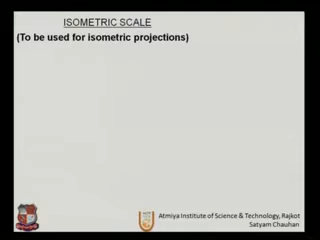 ISOMETRIC SCALE
(To be used for isometric projections)
Atmiya Institute of Science & Technology, Rajkot
Satyam Chauhan